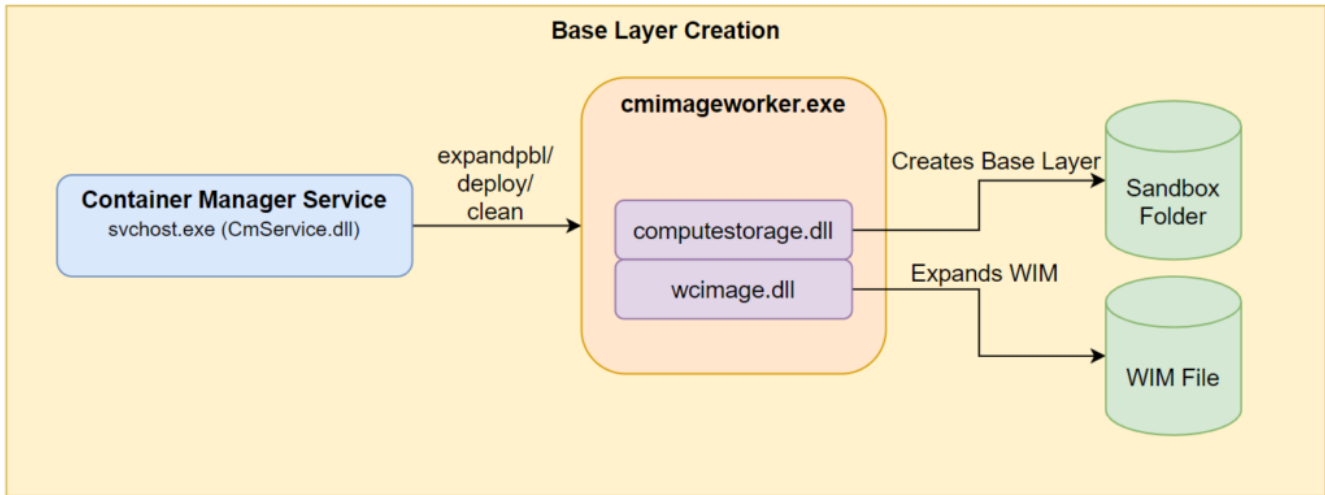 Base Layer Creation
Container Manager Service
svchost.exe (CmService.dll)
expandpbl/
deploy/
clean
cmimageworker.exe
computestorage.dll
wcimage.dll
Creates Base Layer
Sandbox
Folder
Expands WIM
WIM File